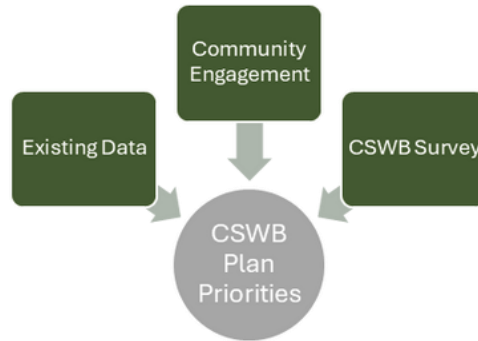 Community
Engagement
Existing Data
CSWB Survey
CSWB
Plan
Priorities